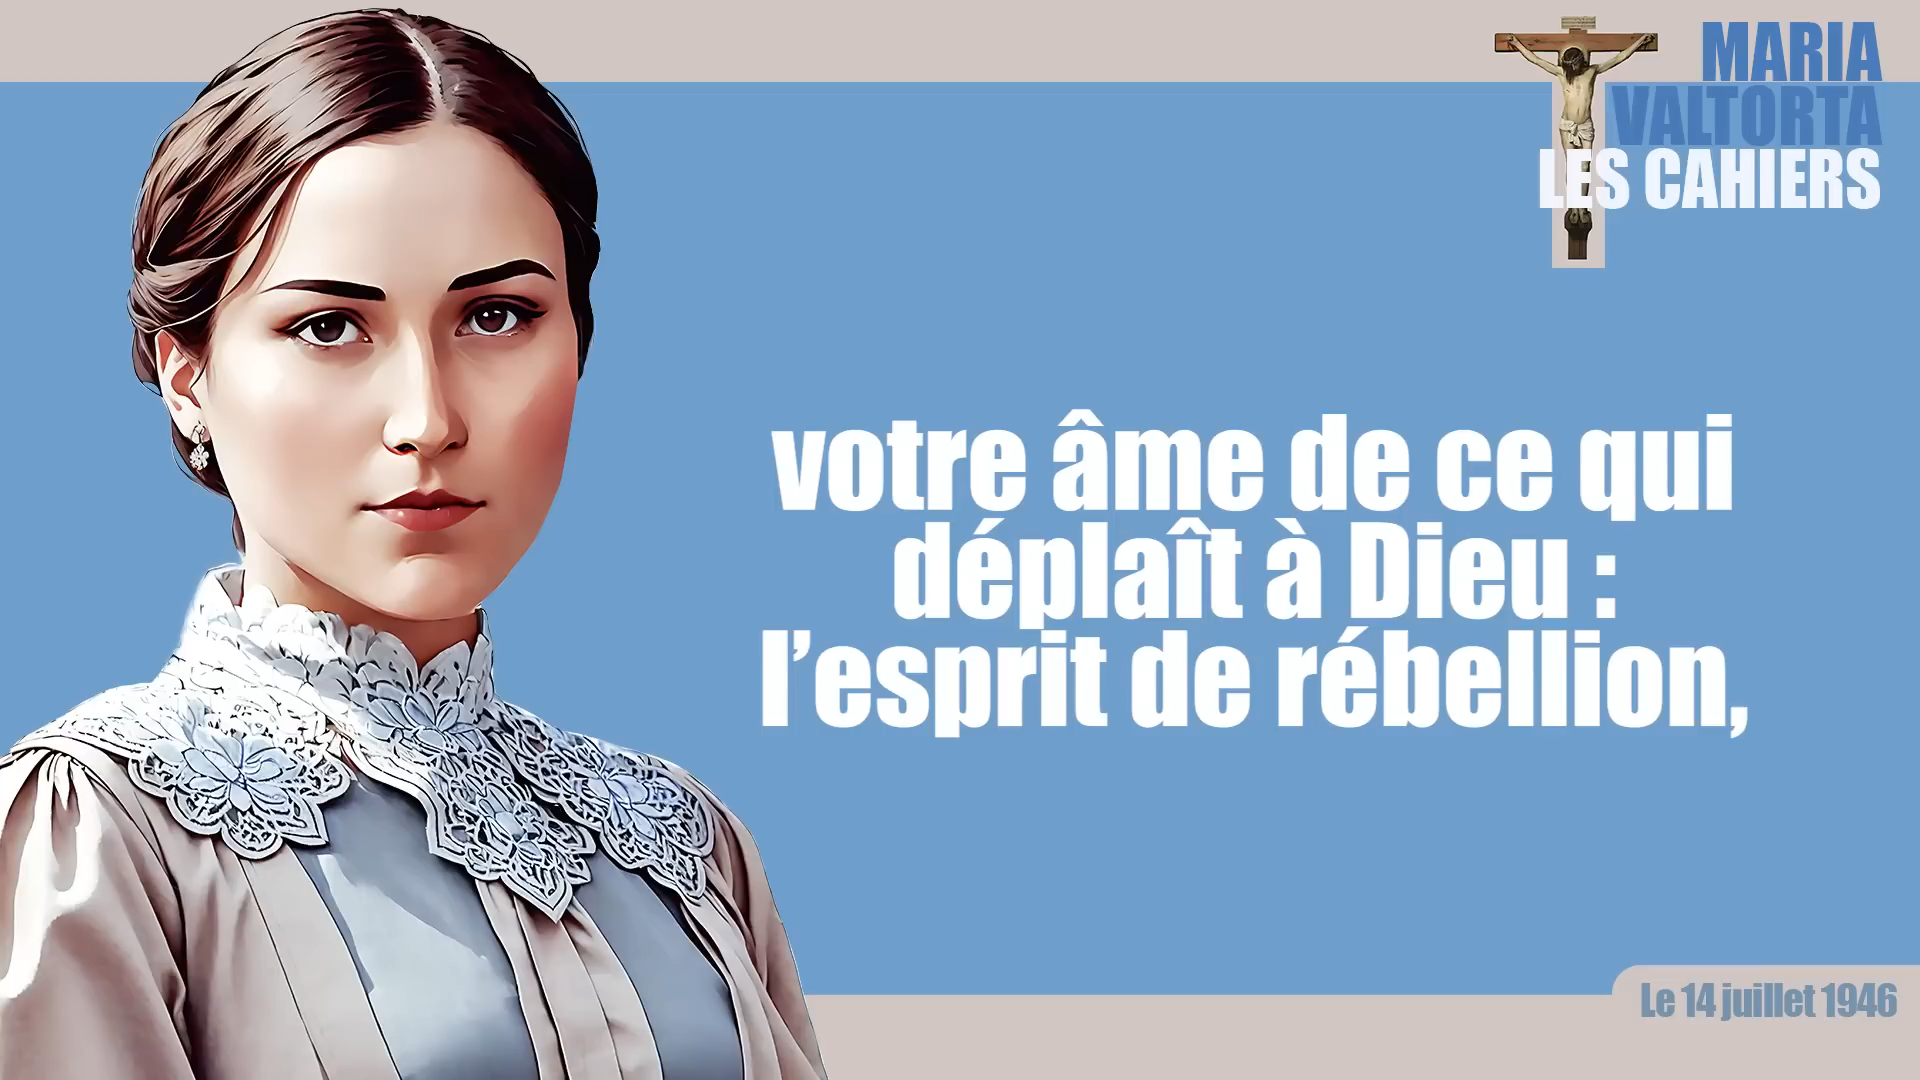 MARIA
VALTORTA
LES CAHIERS
votre âme de ce qui
déplaît à Dieu :
l’esprit de rébellion,
Le 14 juillet 1946